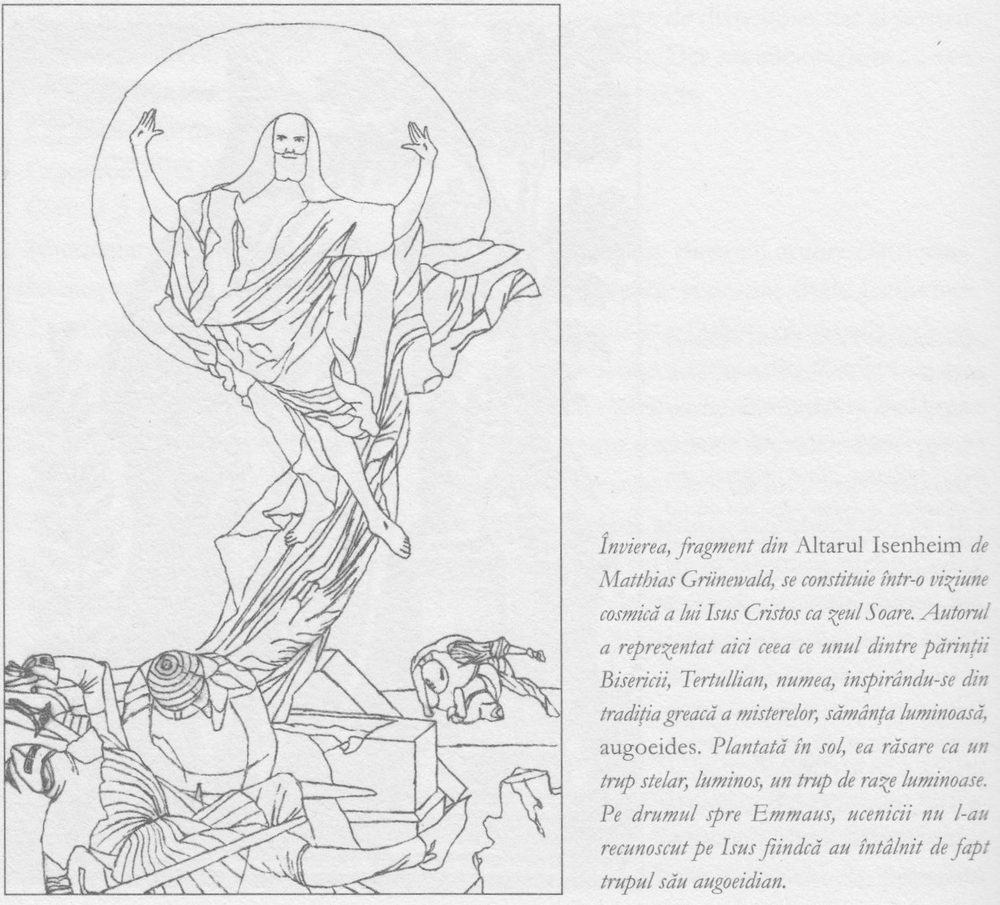 Învierea, fragment din Altarul Isenheim de
Matthias Grünewald, se constituie într-o viziune
cosmică a lui Isus Cristos ca zeul Soare. Autorul
a reprezentat aici ceea ce unul dintre părinţii
Bisericii, Tertullian, numea, inspirându-se din
tradiţia greacă a misterelor, sămânţa luminoasă,
augoeides. Plantată în sol, ea răsare ca un
trup stelar, luminos, un trup de raze luminoase.
Pe drumul spre Emmaus, ucenicii nu l-au
recunoscut pe Isus fiindcă au întâlnit de fapt
trupul său augoeidian.